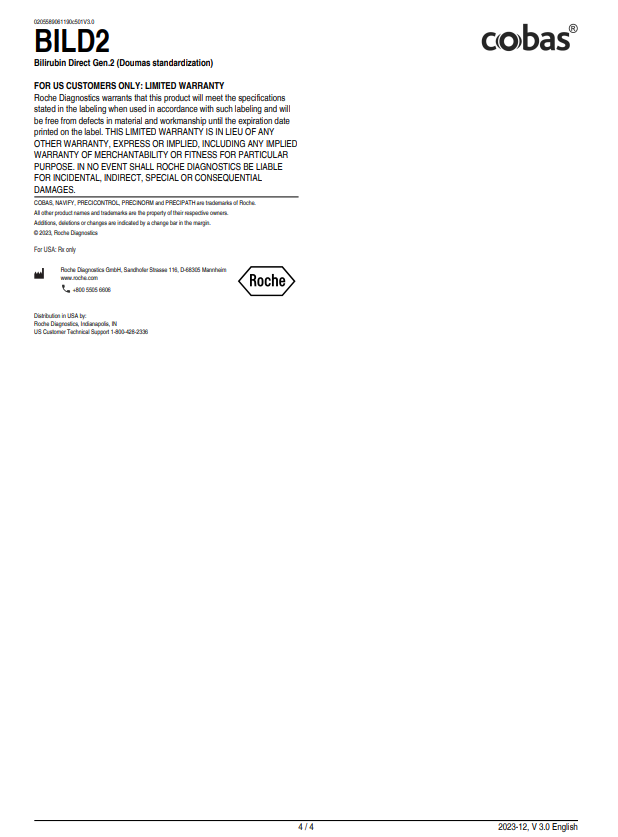 0205589061190c501V3.0
BILD2
Bilirubin Direct Gen.2 (Doumas standardization)
cobas®
FOR US CUSTOMERS ONLY: LIMITED WARRANTY
Roche Diagnostics warrants that this product will meet the specifications
stated in the labeling when used in accordance with such labeling and will
be free from defects in material and workmanship until the expiration date
printed on the label. THIS LIMITED WARRANTY IS IN LIEU OF ANY
OTHER WARRANTY, EXPRESS OR IMPLIED, INCLUDING ANY IMPLIED
WARRANTY OF MERCHANTABILITY OR FITNESS FOR PARTICULAR
PURPOSE. IN NO EVENT SHALL ROCHE DIAGNOSTICS BE LIABLE
FOR INCIDENTAL, INDIRECT, SPECIAL OR CONSEQUENTIAL
DAMAGES.
COBAS, NAVIFY, PRECICONTROL, PRECINORM and PRECIPATH are trademarks of Roche.
All other product names and trademarks are the property of their respective owners.
Additions, deletions or changes are indicated by a change bar in the margin.
© 2023, Roche Diagnostics
For USA: Rx only
Roche Diagnostics GmbH, Sandhofer Strasse 116, D-68305 Mannheim
www.roche.com
+800 5505 6606
Roche
Distribution in USA by:
Roche Diagnostics, Indianapolis, IN
US Customer Technical Support 1-800-428-2336
4 / 4
2023-12, V 3.0 English